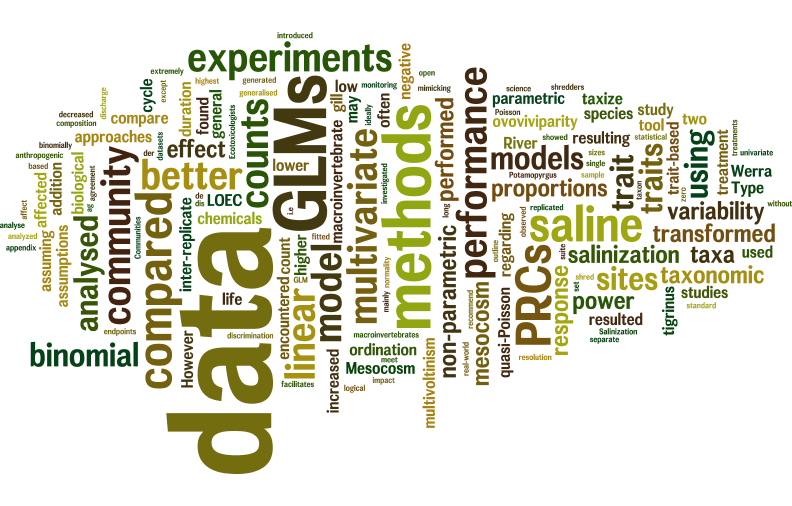 introduced
experiments
extremely
highest
generated
generalised
low
monitoring
negative
open
mimicking
science
shredders
parametric
taxize
species
study
tool
two
Poisson
ovoviviparity
statistical
decreased
composition
discharge
cycle
except
compare
duration
found
general
Ecotoxicologists
counts
GLMs
gill
may
ideally
often
performed
performance
River
showed
resulting
models
sizes
single
trait
traits
trait-based
using
treatment
treatments
univariate
approaches
der
datasets
effect
lower
binomially
anthropogenic
based
affected
addition
biological
ag
agreement
community
better
macroinvertebrate
multivariate
investigated
methods
long
Potamopyrgus
sample
proportions
taxon
zero
Werra
Type
without
affect
analyse
analyzed
appendix
assuming
assumptions
analysed
Communities
compared
de
dis
LOEC
chemicals
inter-replicate
i.e
data
encountered
count
higher
GLM
fitted
model
normality
mainly
non-parametric
regarding
observed
replicated
saline
variability
transformed
outline
suite
salinization
taxa
used
life
endpoints
However
discrimination
linear
macroinvertebrates
recommend
real-world
mesocosm
quasi-Poisson
PRCs
response
set
shred
sites
taxonomic
power
studies
standard
resulted
Salinization
separate
tigrinus
binomial
ordination
meet
Mesocosm
impact
logical
facilitates
increased
multivoltinism
resolution